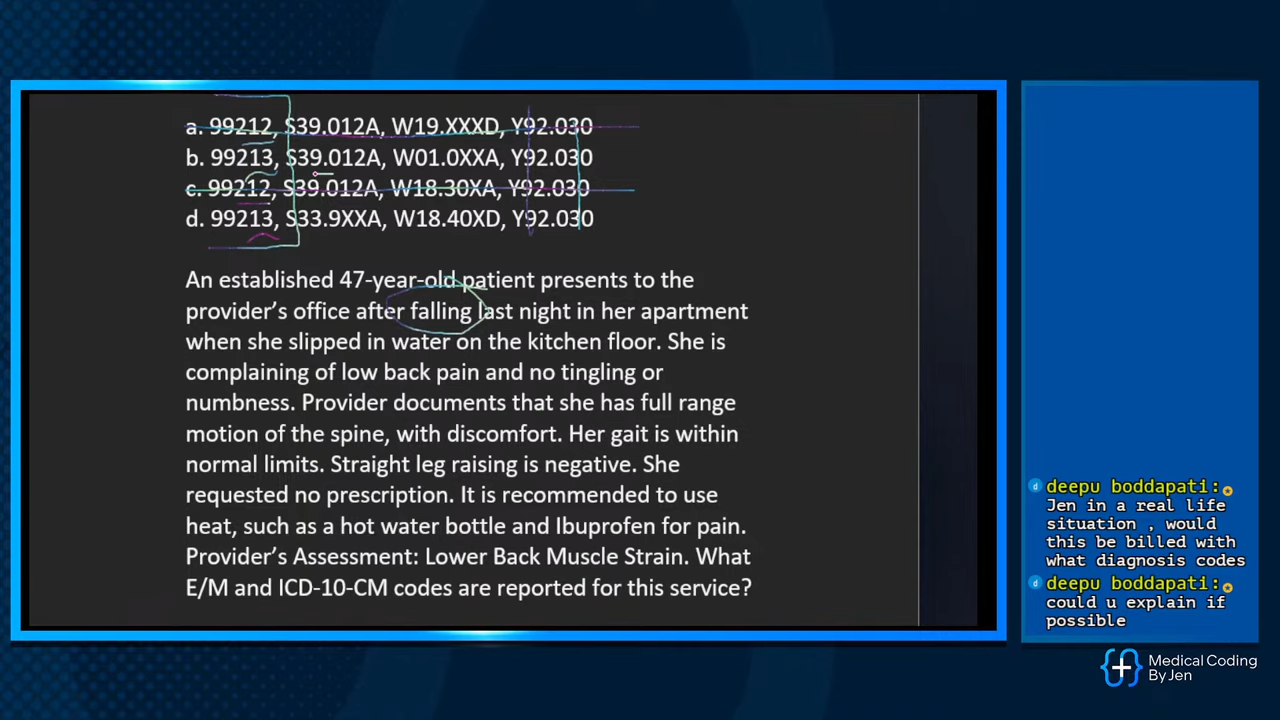 a. 99212, S39.012A, W19.XXXD, Y92.030
b. 99213, S39.012A, W01.0XXA, Y92.030
c. 99212, S39.012A, W18.30XA, Y92.030
d. 99213, S33.9XXA, W18.40XD, Y92.030
An established 47-year-old patient presents to the
provider’s office after falling last night in her apartment
when she slipped in water on the kitchen floor. She is
complaining of low back pain and no tingling or
numbness. Provider documents that she has full range
motion of the spine, with discomfort. Her gait is within
normal limits. Straight leg raising is negative. She
requested no prescription. It is recommended to use
heat, such as a hot water bottle and Ibuprofen for pain.
Provider’s Assessment: Lower Back Muscle Strain. What
E/M and ICD-10-CM codes are reported for this service?
d deepu boddapati:
Jen in a real life
situation , would
this be billed with
what diagnosis codes
d deepu boddapati:
could u explain if
possible
Medical Coding
By Jen